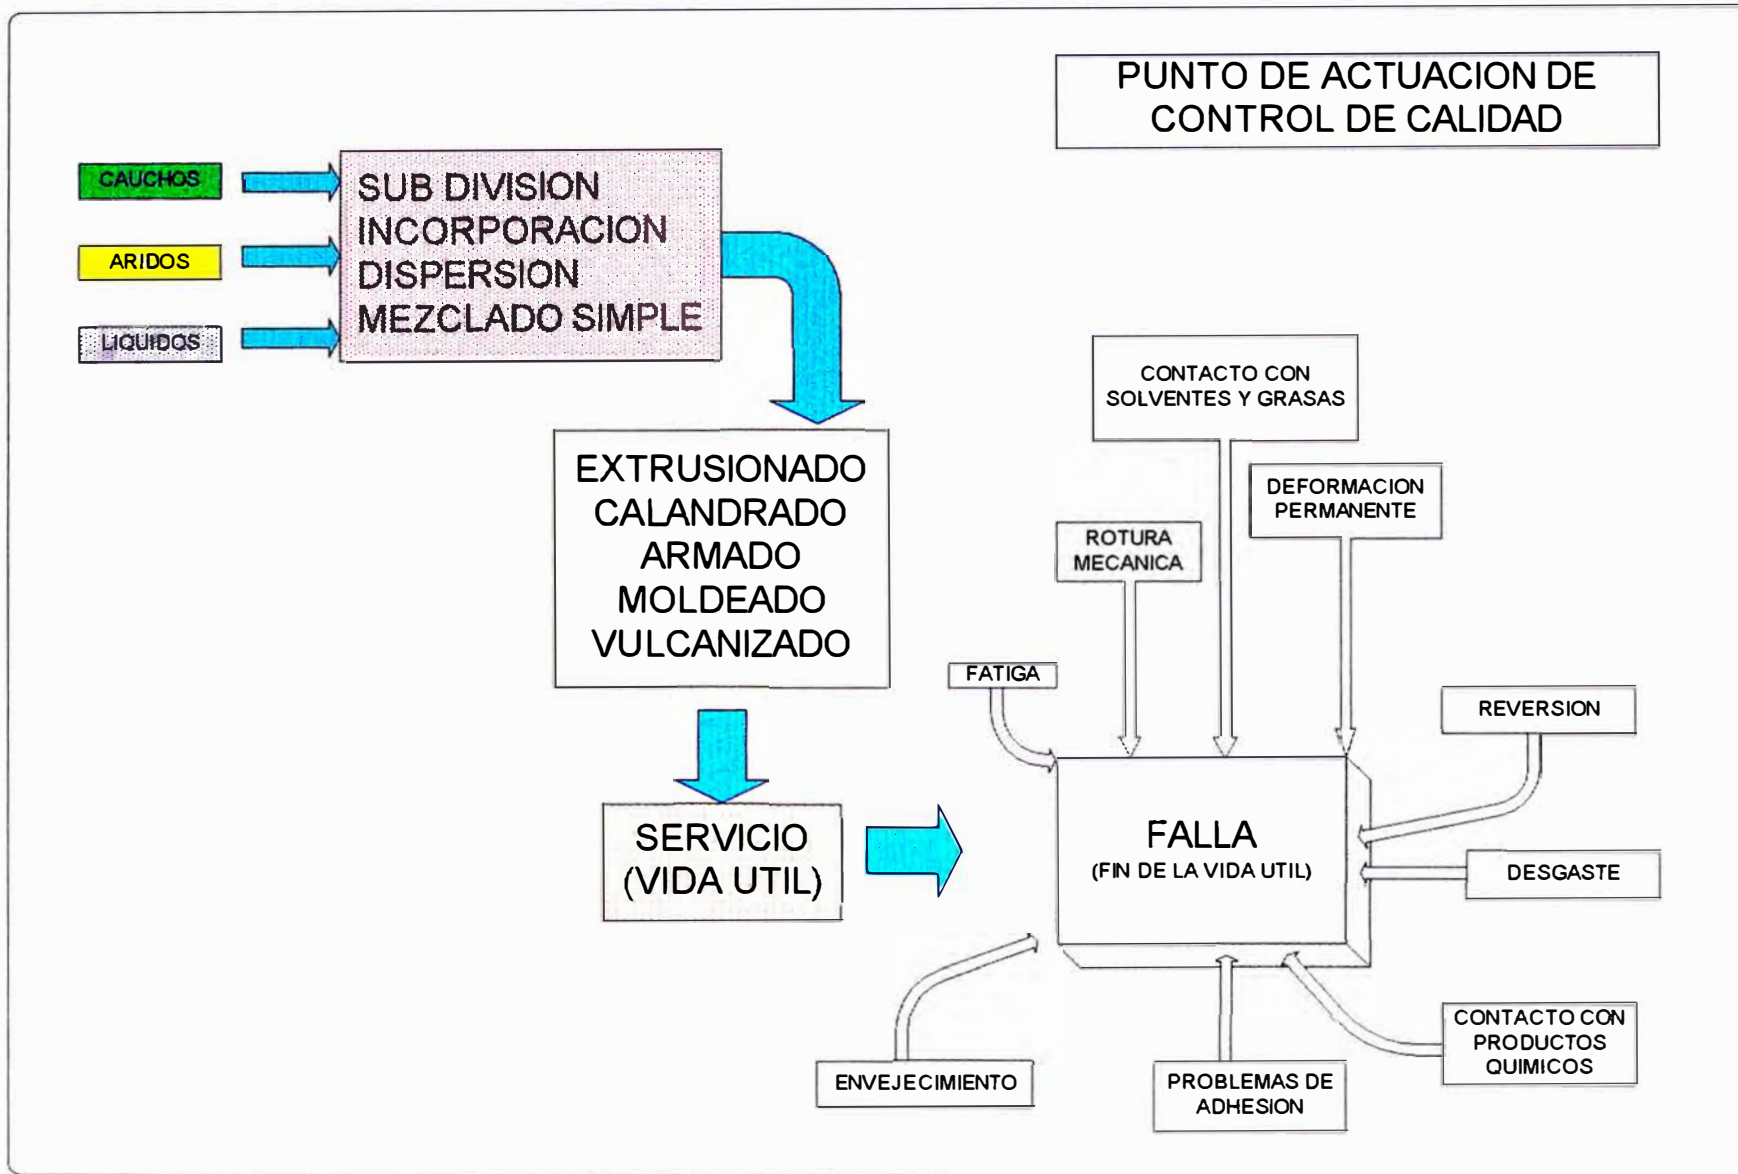 PUNTO DE ACTUACION DE
CONTROL DE CALIDAD
CAUCHOS
ARIDOS
LIQUIDOS
SUB DIVISION
INCORPORACION
DISPERSION
MEZCLADO SIMPLE
EXTRUSIONADO
CALANDRADO
ARMADO
MOLDEADO
VULCANIZADO
SERVICIO
(VIDA UTIL)
CONTACTO CON
SOLVENTES Y GRASAS
DEFORMACION
PERMANENTE
ROTURA
MECANICA
FATIGA
REVERSION
FALLA
(FIN DE LA VIDA UTIL)
DESGASTE
ENVEJECIMIENTO
PROBLEMAS DE
ADHESION
CONTACTO CON
PRODUCTOS
QUIMICOS